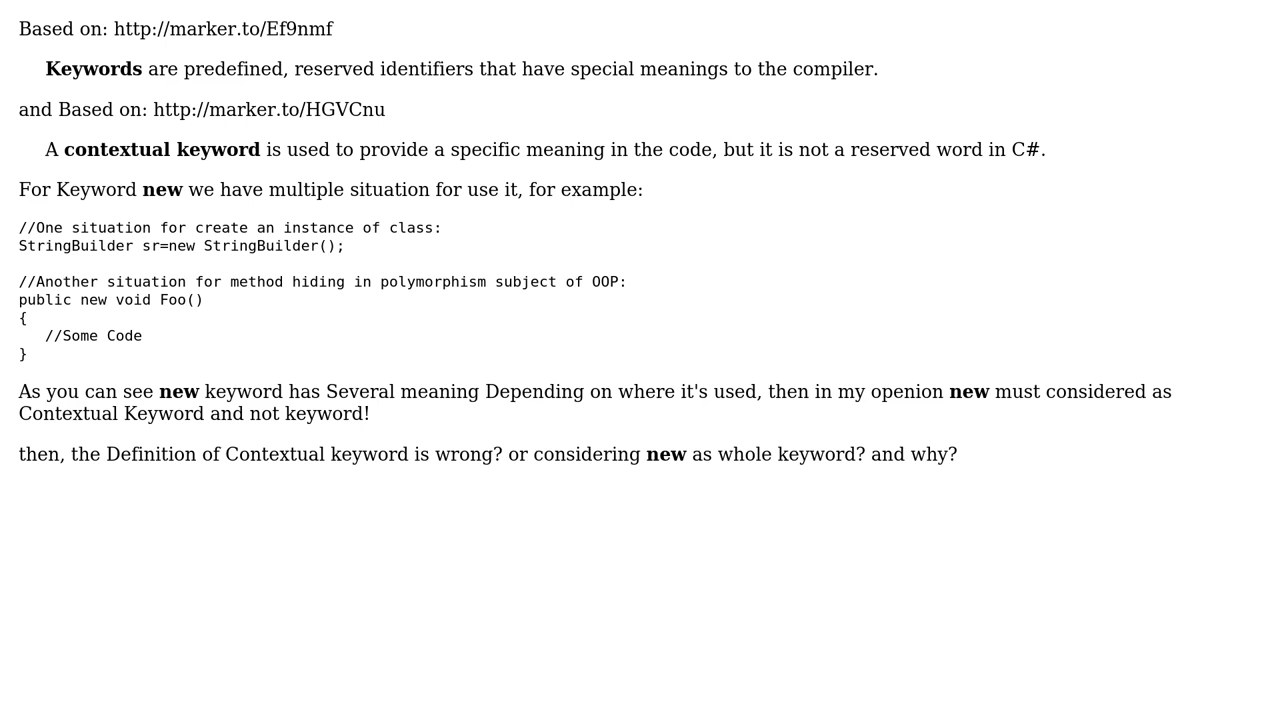 Based on: http://marker.to/Ef9nmf
Keywords are predefined, reserved identifiers that have special meanings to the compiler.
and Based on: http://marker.to/HGVCnu
A contextual keyword is used to provide a specific meaning in the code, but it is not a reserved word in C#.
For Keyword new we have multiple situation for use it, for example:
//One situation for create an instance of class:
StringBuilder sr=new StringBuilder();
//Another situation for method hiding in polymorphism subject of OOP:
public new void Foo()
{
//Some Code
}
As you can see new keyword has Several meaning Depending on where it's used, then in my openion new must considered as
Contextual Keyword and not keyword!
then, the Definition of Contextual keyword is wrong? or considering new as whole keyword? and why?